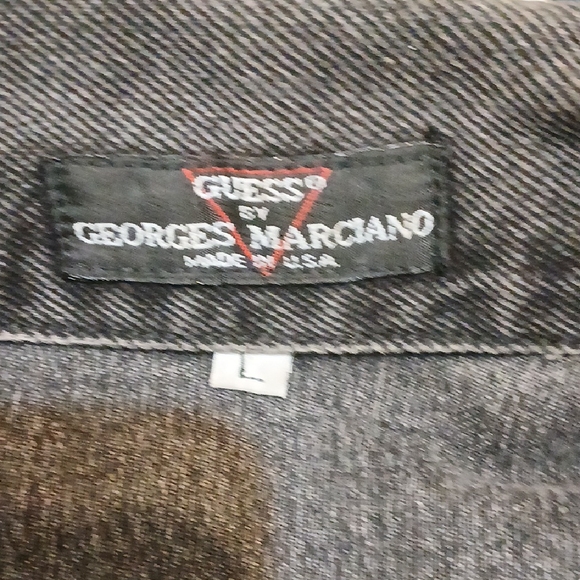 GUESS®
BY
GEORGES MARCIANO
MADE IN U.S.A.
L